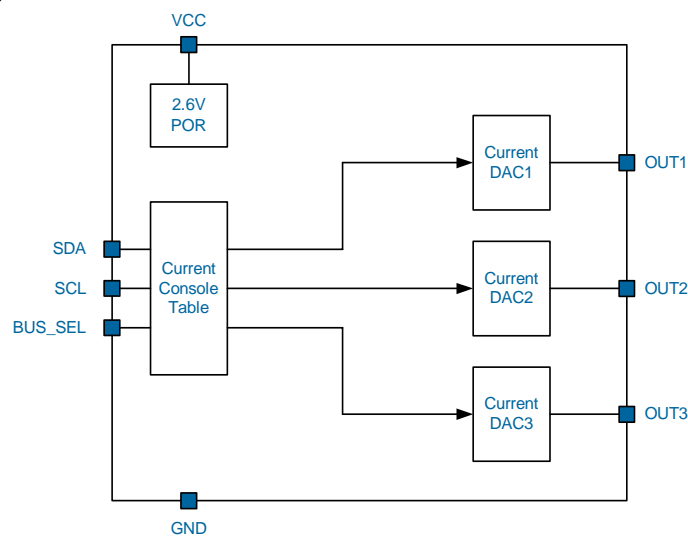 VCC
2.6V
POR
Current
DAC1
OUT1
SDA
SCL
BUS_SEL
Current
Console
Table
Current
DAC2
OUT2
Current
DAC3
OUT3
GND